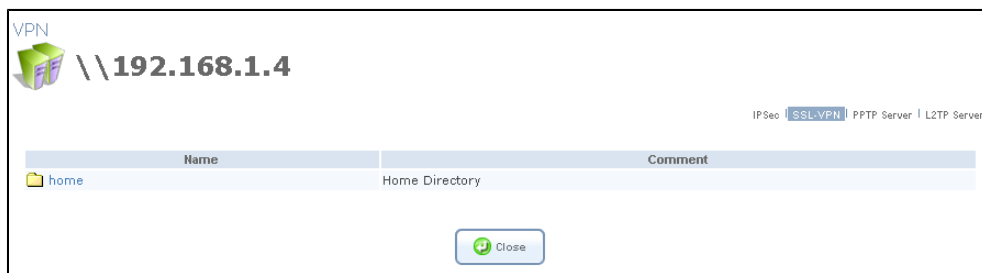 VPN
\\192.168.1.4
IPSec | SSL-VPN | PPTP Server | L2TP Server
Name Comment
home Home Directory
Close